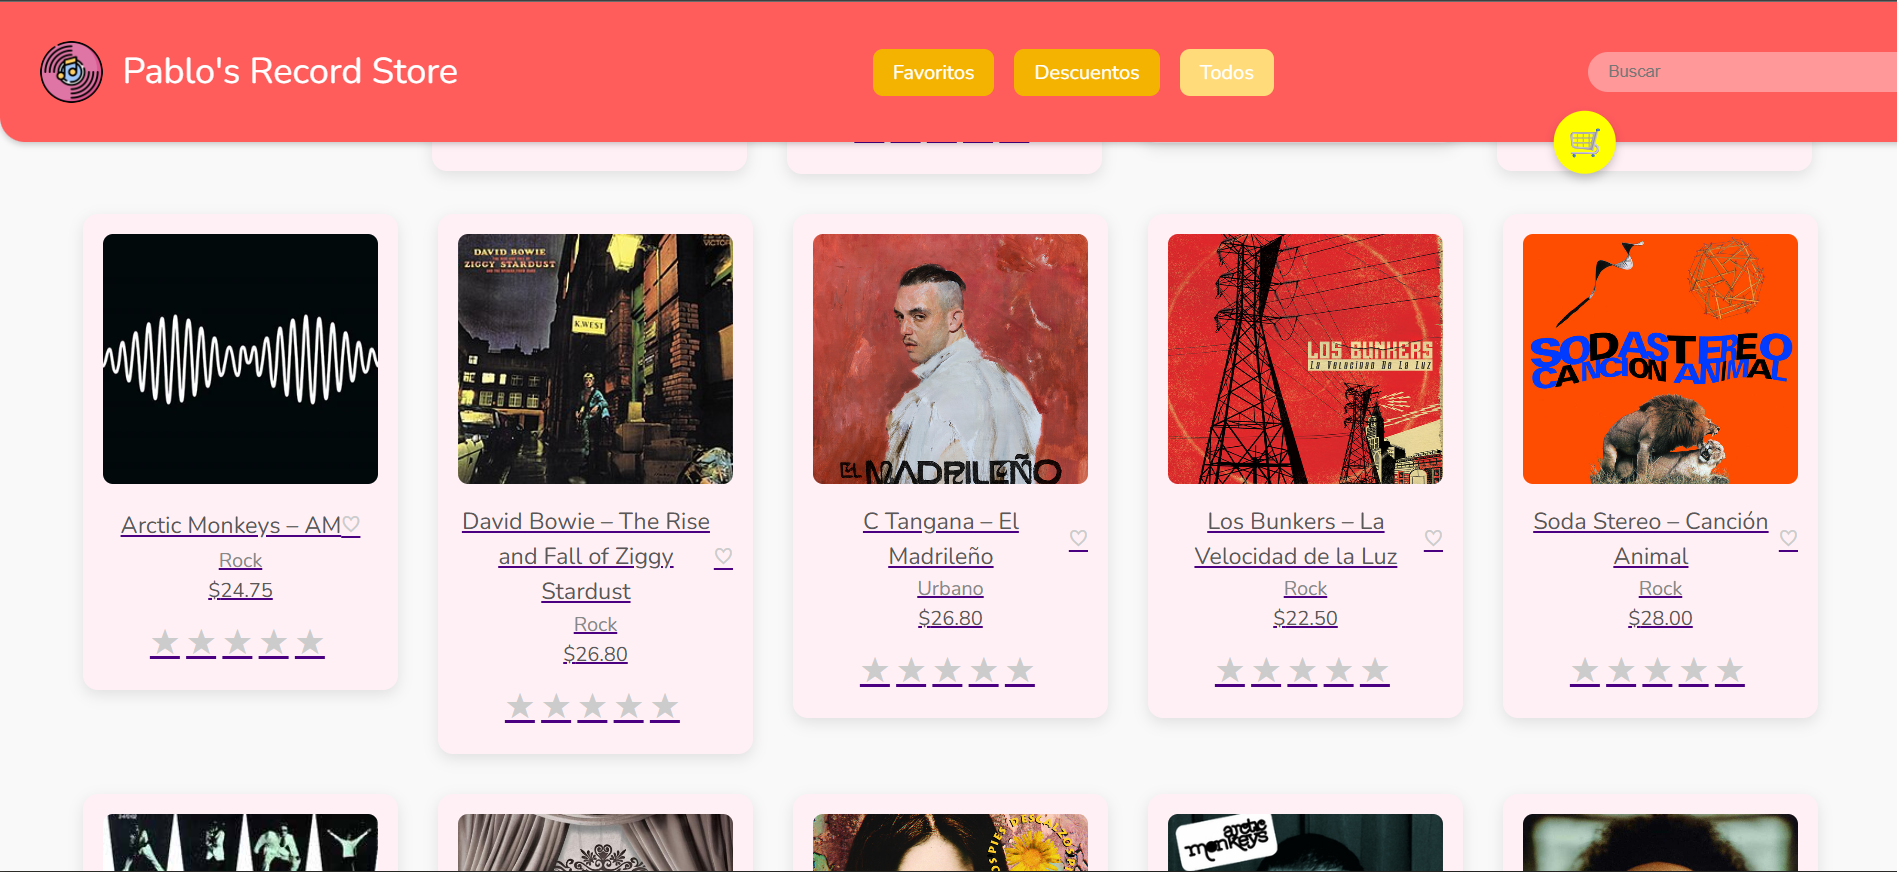 Pablo's Record Store
Favoritos
Descuentos
Todos
Buscar
DAVID BOWIE
ZIGGY STARDUST
K.WEST
EL MADRILEÑO
LOS BUNKERS
La Velocidad De La Luz
SODA STEREO
CANCION ANIMAL
Arctic Monkeys – AM
Rock
$24.75
David Bowie – The Rise
and Fall of Ziggy
Stardust
Rock
$26.80
C Tangana – El
Madrileño
Urbano
$26.80
Los Bunkers – La
Velocidad de la Luz
Rock
$22.50
Soda Stereo – Canción
Animal
Rock
$28.00
PIES DESCALZOS
arctic
monkeys